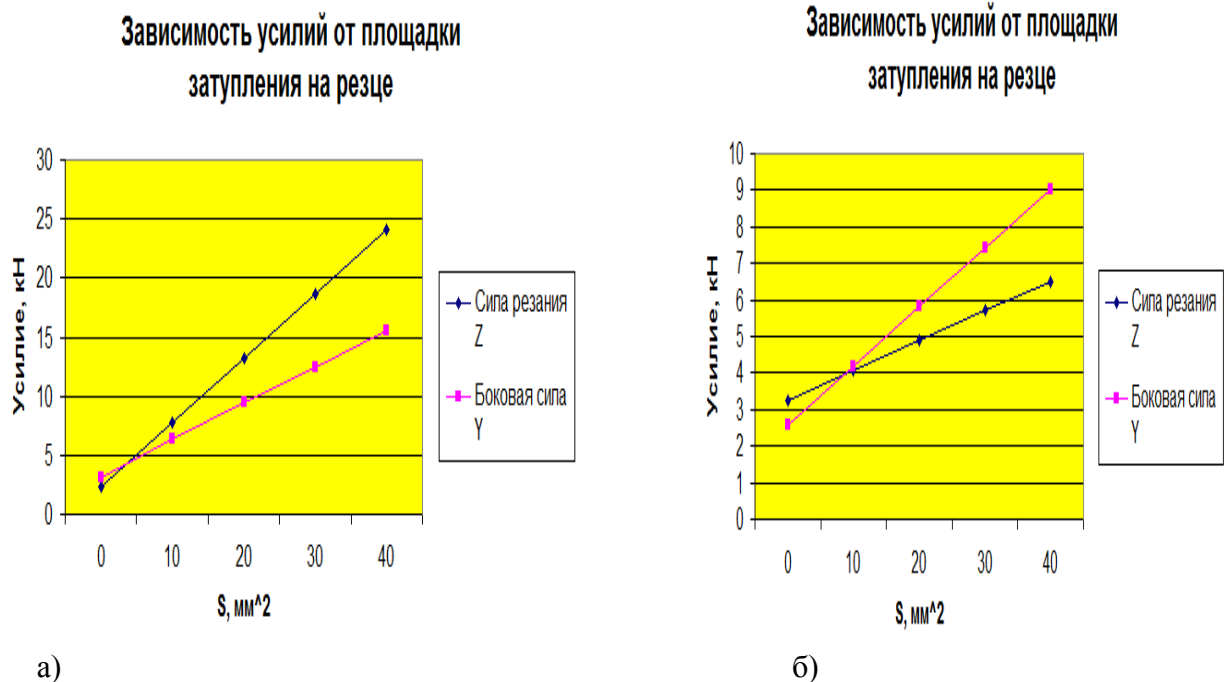 Зависимость усилий от площадки
затупления на резце
30
25
20
15
10
5
0
Усилие, кН
0 10 20 30 40
S, мм^2
Сила резания
Z
Боковая сила
Y
а)
Зависимость усилий от площадки
затупления на резце
10
9
8
7
6
5
4
3
2
1
0
Усилие, кН
0 10 20 30 40
S, мм^2
Сила резания
Z
Боковая сила
Y
б)